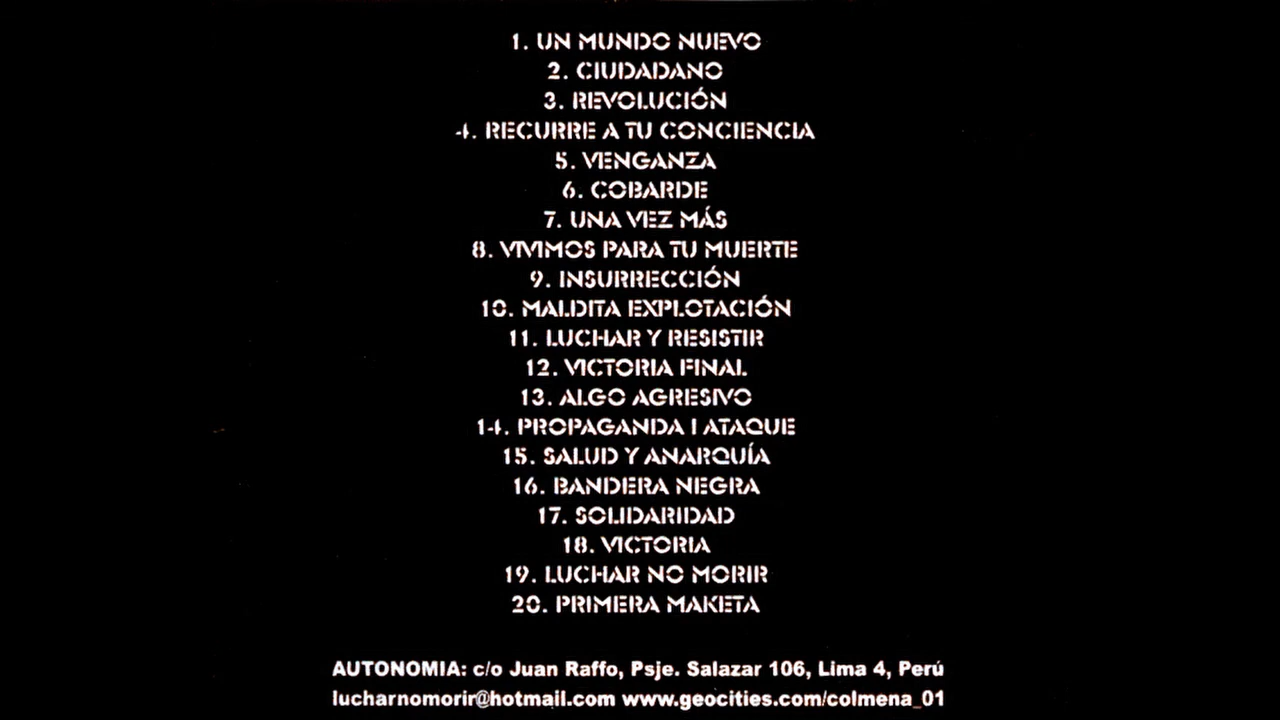 1. UN MUNDO NUEVO
2. CIUDADANO
3. REVOLUCIÓN
4. RECURRE A TU CONCIENCIA
5. VENGANZA
6. COBARDE
7. UNA VEZ MÁS
8. VIVIMOS PARA TU MUERTE
9. INSURRECCIÓN
10. MALDITA EXPLOTACIÓN
11. LUCHAR Y RESISTIR
12. VICTORIA FINAL
13. ALGO AGRESIVO
14. PROPAGANDA I ATAQUE
15. SALUD Y ANARQUÍA
16. BANDERA NEGRA
17. SOLIDARIDAD
18. VICTORIA
19. LUCHAR NO MORIR
20. PRIMERA MAKETA
AUTONOMIA: c/o Juan Raffo, Psje. Salazar 106, Lima 4, Perú
lucharnomorir@hotmail.com www.geocities.com/colmena_01